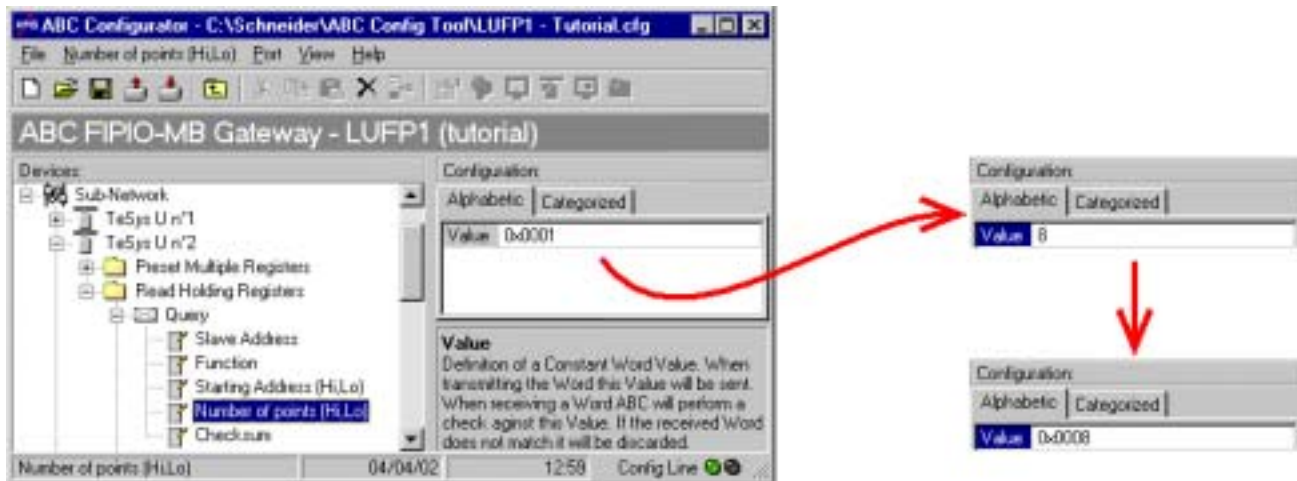 ABC Configurator - C:\Schneider\ABC Config Tool\LUFP1 - Tutorial.cfg
File Number of points (Hi,Lo) Port View Help
ABC FIPIO-MB Gateway - LUFP1 (tutorial)
Devices:
Sub-Network
TeSys U n°1
TeSys U n°2
Preset Multiple Registers
Read Holding Registers
Query
Slave Address
Function
Starting Address (Hi,Lo)
Number of points (Hi,Lo)
Checksum
Configuration:
Alphabetic Categorized
Value 0x0001
Value
Definition of a Constant Word Value. When
transmitting the Word this Value will be sent.
When receiving a Word ABC will perform a
check aginst this Value. If the received Word
does not match it will be discarded.
Number of points (Hi,Lo) 04/04/02 12:59 Config Line
Configuration:
Alphabetic Categorized
Value 8
Configuration:
Alphabetic Categorized
Value 0x0008